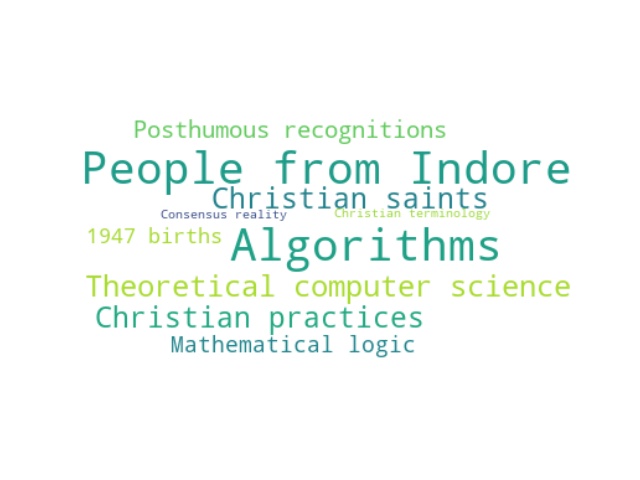 Posthumous recognitions
People from Indore
Christian saints
Consensus reality
Christian terminology
1947 births
Algorithms
Theoretical computer science
Christian practices
Mathematical logic